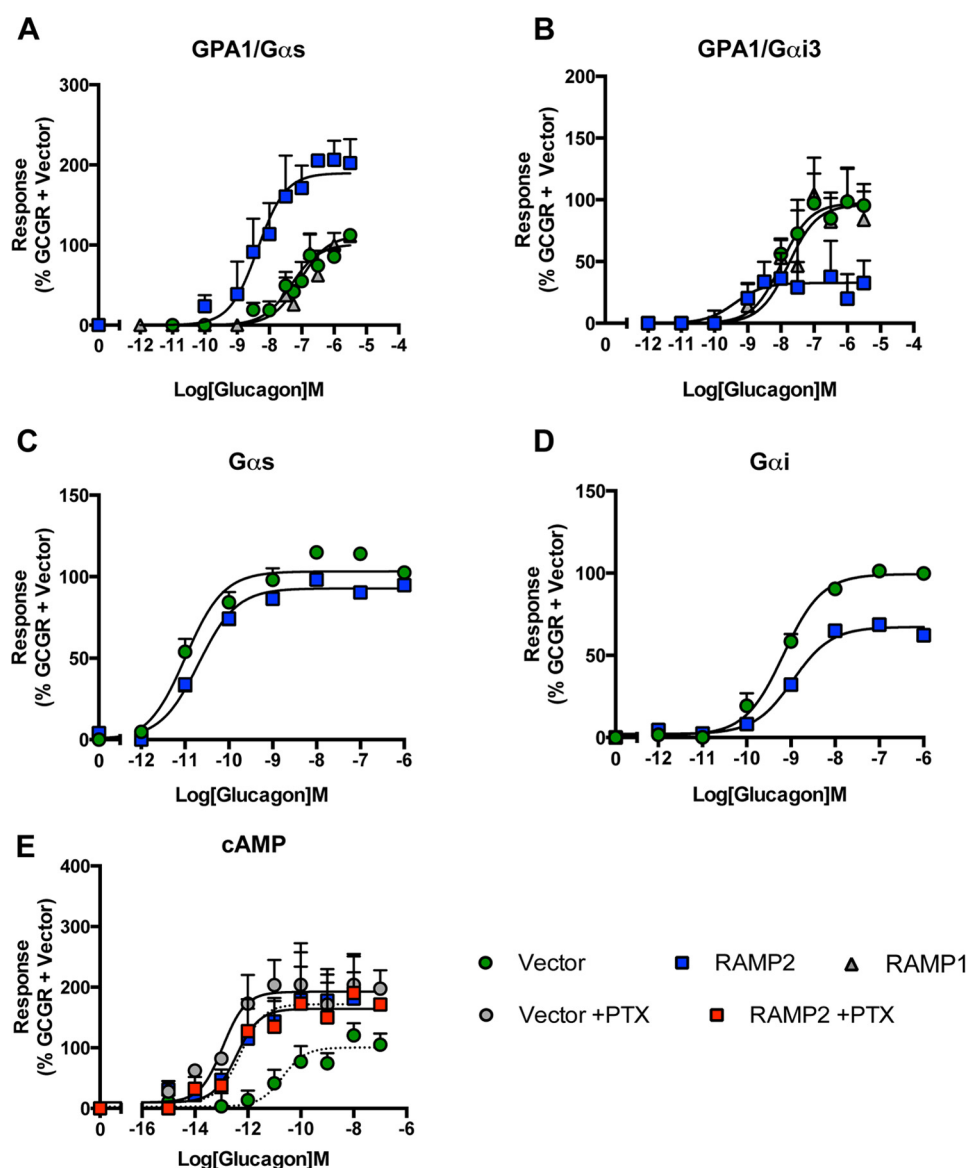 A
GPA1/Gαs
300
200
100
0
Response
(% GCGR + Vector)
0 -12 -11 -10 -9 -8 -7 -6 -5 -4
Log[Glucagon]M
B
GPA1/Gαi3
200
150
100
50
0
Response
(% GCGR + Vector)
0 -12 -11 -10 -9 -8 -7 -6 -5 -4
Log[Glucagon]M
C
Gαs
150
100
50
0
Response
(% GCGR + Vector)
0 -12 -11 -10 -9 -8 -7 -6
Log[Glucagon]M
D
Gαi
150
100
50
0
Response
(% GCGR + Vector)
0 -12 -11 -10 -9 -8 -7 -6
Log[Glucagon]M
E
cAMP
400
300
200
100
0
Response
(% GCGR + Vector)
0 -16 -14 -12 -10 -8 -6
Log[Glucagon]M
Vector RAMP2 RAMP1
Vector +PTX RAMP2 +PTX